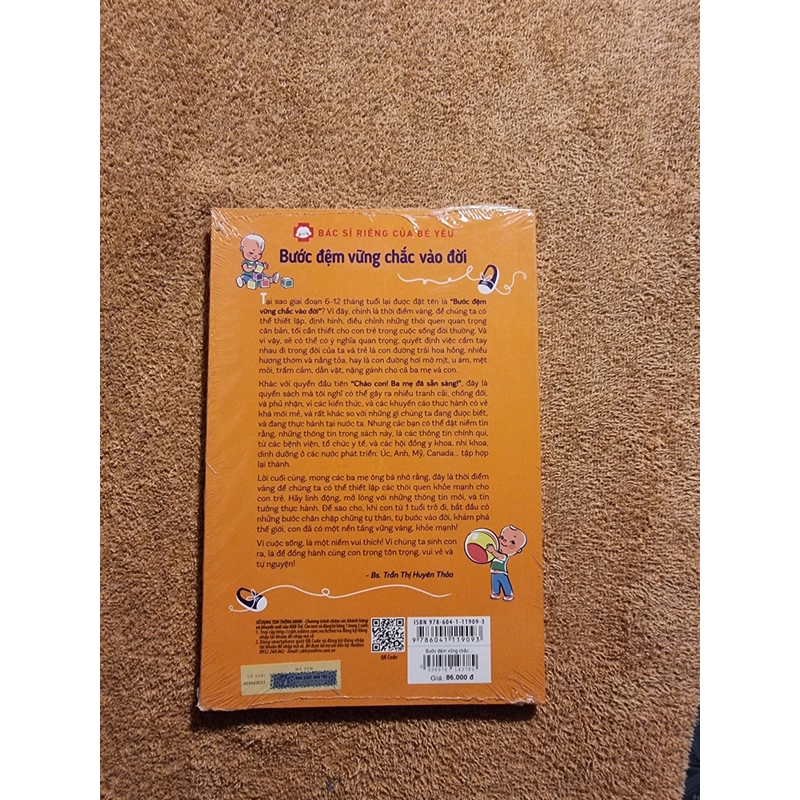 BÁC SĨ RIÊNG CỦA BÉ YÊU
Bước đệm vững chắc vào đời
Tại sao giai đoạn 6-12 tháng tuổi lại được đặt tên là “Bước đệm
vững chắc vào đời”? Vì đây, chính là thời điểm vàng, để chúng ta có
thể thiết lập, định hình, điều chỉnh những thói quen quan trọng
căn bản, tối cần thiết cho con trẻ trong cuộc sống đời thường. Và
vì vậy, sẽ có thể có ý nghĩa quan trọng, quyết định việc cầm tay
nhau đi trong đời của ta và trẻ là con đường trải hoa hồng, nhiều
hương thơm và nắng tỏa, hay là con đường hơi mờ mịt, u ám, mệt
mỏi, trầm cảm, dằn vặt, nặng gánh cho cả ba mẹ và con.
Khác với quyển đầu tiên “Chào con! Ba mẹ đã sẵn sàng!”, đây là
quyển sách mà tôi nghĩ có thể gây ra nhiều tranh cãi, chống đối,
và phủ nhận, vì các kiến thức, và các khuyến cáo thực hành có vẻ
khá mới mẻ, và rất khác so với những gì chúng ta đang được biết,
và đang thực hành tại nước ta. Nhưng các bạn có thể đặt niềm tin
rằng, những thông tin trong sách này, là các thông tin chính quy,
từ các bệnh viện, tổ chức y tế, và các hội đồng y khoa, nhi khoa,
dinh dưỡng ở các nước phát triển: Úc, Anh, Mỹ, Canada... tập hợp
lại thành.
Lời cuối cùng, mong các ba mẹ ông bà nhớ rằng, đây là thời điểm
vàng để chúng ta có thể thiết lập các thói quen khỏe mạnh cho
con trẻ. Hãy linh động, mở lòng với những thông tin mới, và tin
tưởng thực hành. Để sao cho, khi con từ 1 tuổi trở đi, bắt đầu có
những bước chân chập chững tự thân, tự bước vào đời, khám phá
thế giới, con đã có một nền tảng vững vàng, khỏe mạnh!
Vì cuộc sống, là một niềm vui thích! Vì chúng ta sinh con
ra, là để đồng hành cùng con trong tôn trọng, vui vẻ và
tự nguyện!
- Bs. Trần Thị Huyên Thảo
QR Code
ISBN 978-604-1-11909-3
9 786041 119093
Bước đệm vững chắc
Giá: 86.000 đ